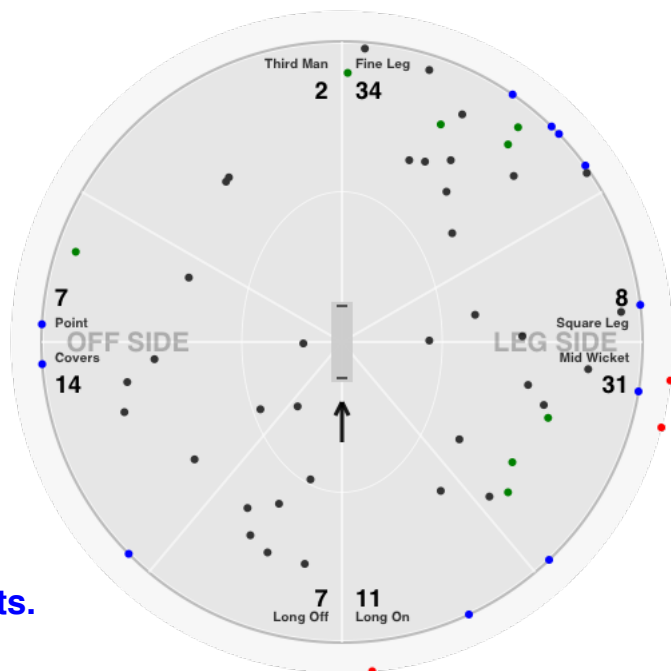 Third Man
Fine Leg
2
34
7
Point
OFF SIDE
Covers
14
8
Square Leg
LEG SIDE
Mid Wicket
31
7
Long Off
11
Long On
ts.